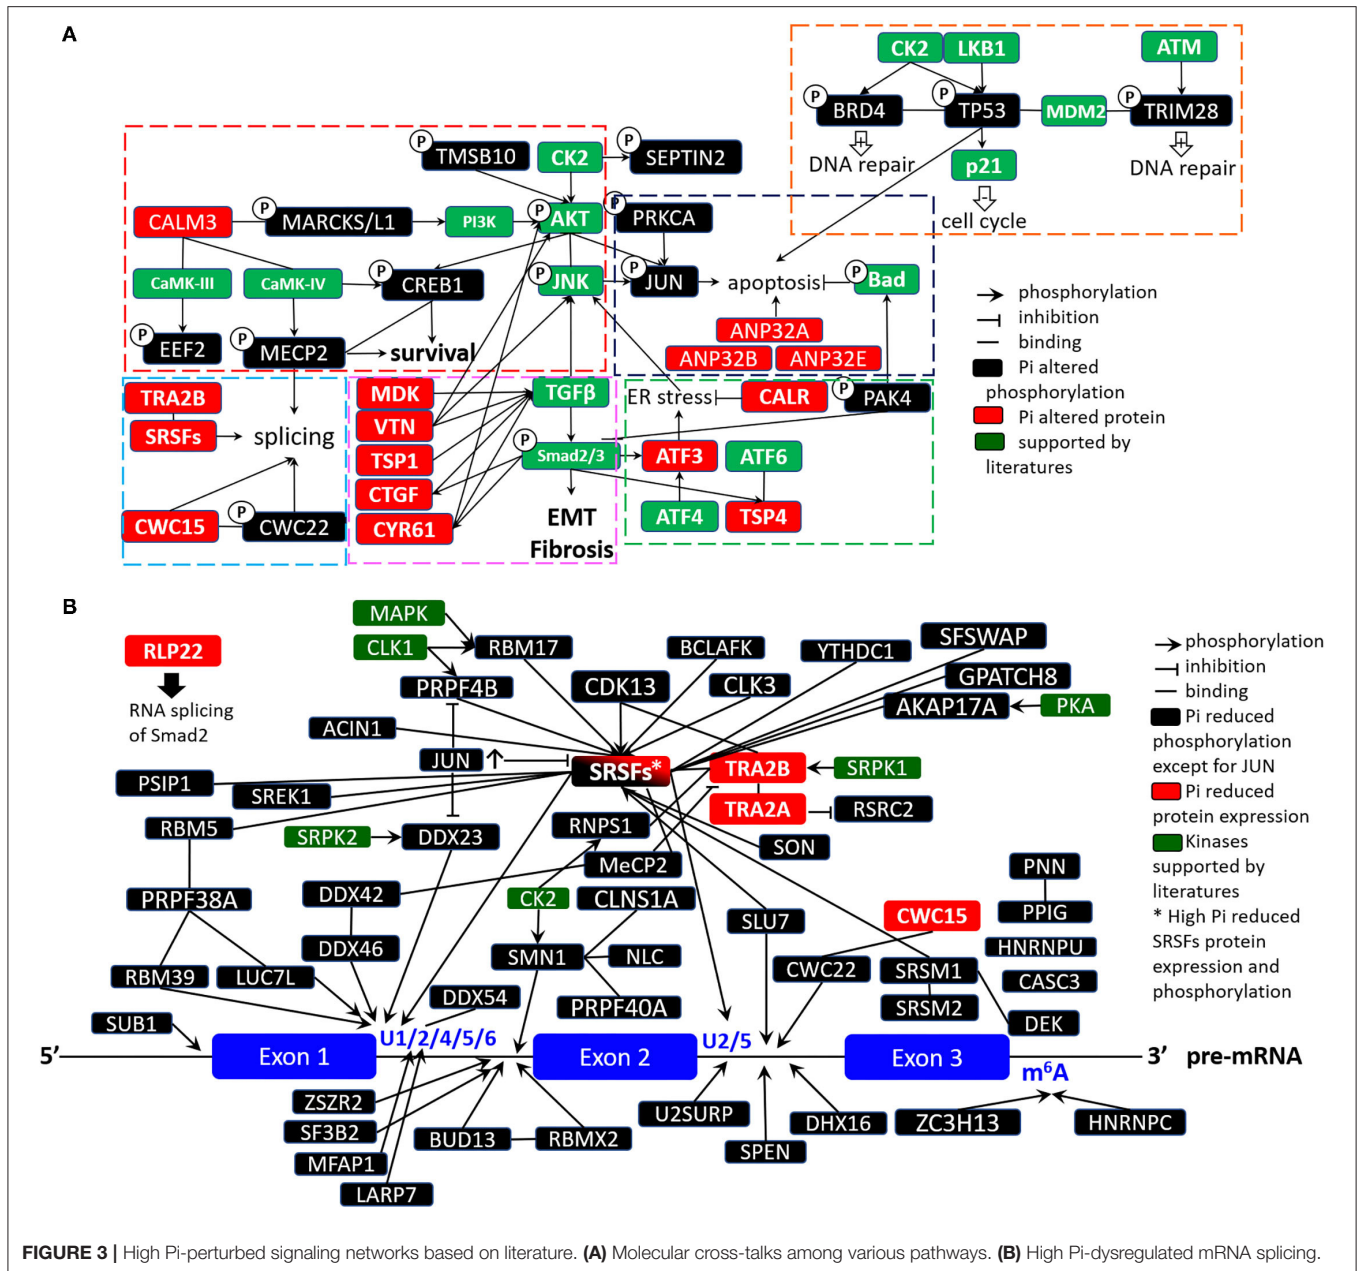 A
CK2 LKB1 ATM
P BRD4 P TP53 MDM2 P TRIM28
DNA repair p21 DNA repair
+ +
-
cell cycle
P TMSB10 CK2 P SEPTIN2
CALM3 P MARCKS/L1 PI3K P AKT P PRKCA
CaMK-III CaMK-IV P CREB1 P JNK P JUN apoptosis P Bad
P EEF2 P MECP2 survival
ANP32A
ANP32B ANP32E
phosphorylation
inhibition
binding
Pi altered
phosphorylation
Pi altered protein
supported by
literatures
TRA2B
SRSFs splicing
CWC15 P CWC22
MDK TGFβ
VTN
TSP1 P Smad2/3
CTGF
CYR61
EMT
Fibrosis
ER stress CALR P PAK4
ATF3 ATF6
ATF4 TSP4
B
RLP22
RNA splicing
of Smad2
MAPK
CLK1 RBM17 BCLAFK YTHDC1 SFSWAP
PRPF4B CDK13 CLK3 GPATCH8
ACIN1 AKAP17A PKA
JUN SRSFs* TRA2B SRPK1
PSIP1 SREK1 TRA2A RSRC2
RBM5 SRPK2 DDX23 RNPS1 SON
MeCP2
PRPF38A DDX42 CK2 CLNS1A SLU7 CWC15
DDX46 SMN1 NLC CWC22 SRSM1
RBM39 LUC7L DDX54 PRPF40A SRSM2
PNN
PPIG
HNRNPU
CASC3
DEK
SUB1
U1/2/4/5/6 U2/5
5’ Exon 1 Exon 2 Exon 3 3’ pre-mRNA
m⁶A
ZSZR2
SF3B2 BUD13 RBMX2 U2SURP DHX16 ZC3H13 HNRNPC
MFAP1 SPEN
LARP7
phosphorylation
inhibition
binding
Pi reduced
phosphorylation
except for JUN
Pi reduced
protein expression
Kinases
supported by
literatures
* High Pi reduced
SRSFs protein
expression and
phosphorylation
FIGURE 3 | High Pi-perturbed signaling networks based on literature. (A) Molecular cross-talks among various pathways. (B) High Pi-dysregulated mRNA splicing.